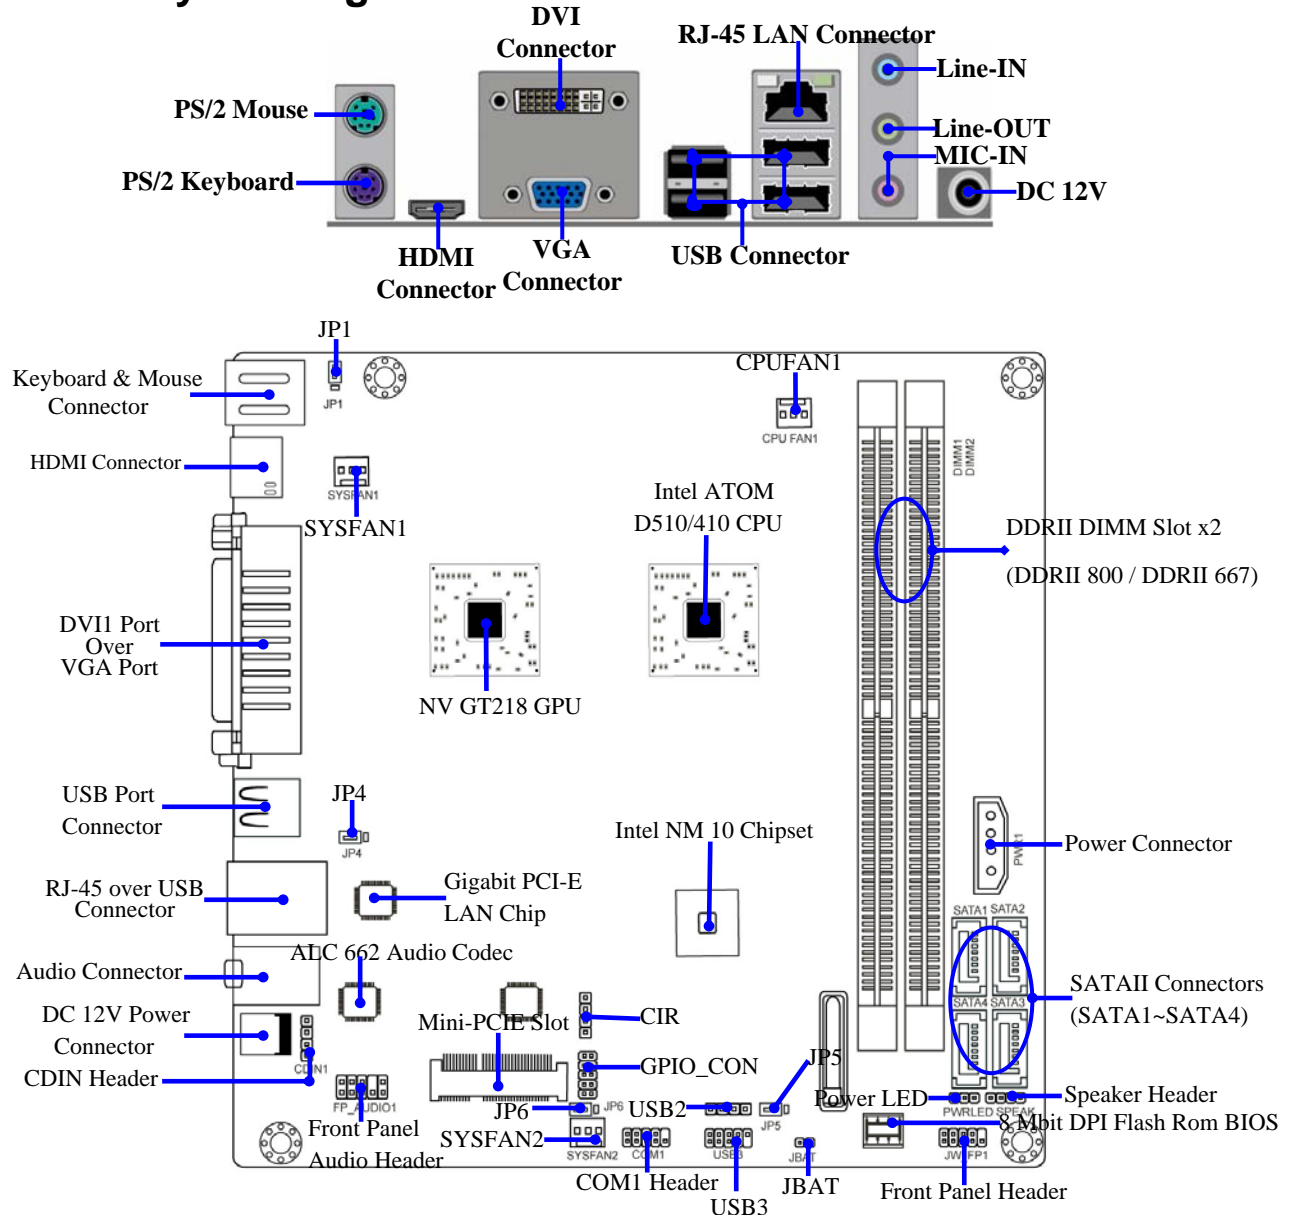 DVI
Connector
RJ-45 LAN Connector
Line-IN
PS/2 Mouse
Line-OUT
MIC-IN
PS/2 Keyboard
DC 12V
HDMI
Connector
VGA
Connector
USB Connector
JP1
JP1
Keyboard & Mouse
Connector
CPUFAN1
CPU FAN1
HDMI Connector
DIMM1
DIMM2
SYSFAN1
SYSFAN1
Intel ATOM
D510/410 CPU
DDRII DIMM Slot x2
(DDRII 800 / DDRII 667)
DVI1 Port
Over
VGA Port
NV GT218 GPU
USB Port
Connector
JP4
JP4
Intel NM 10 Chipset
Power Connector
PWR1
RJ-45 over USB
Connector
Gigabit PCI-E
LAN Chip
SATA1
SATA2
ALC 662 Audio Codec
Audio Connector
SATAII Connectors
(SATA1~SATA4)
SATA4
SATA3
DC 12V Power
Connector
Mini-PCIE Slot
CIR
CDIN Header
CDIN1
GPIO_CON
JP5
Power LED
Speaker Header
PWRLED
SPEAK
FP_AUDIO1
JP6
JP6
USB2
JP5
8 Mbit DPI Flash Rom BIOS
Front Panel
Audio Header
SYSFAN2
SYSFAN2
COM1
USB3
JBAT
JW_FP1
COM1 Header
USB3
JBAT
Front Panel Header